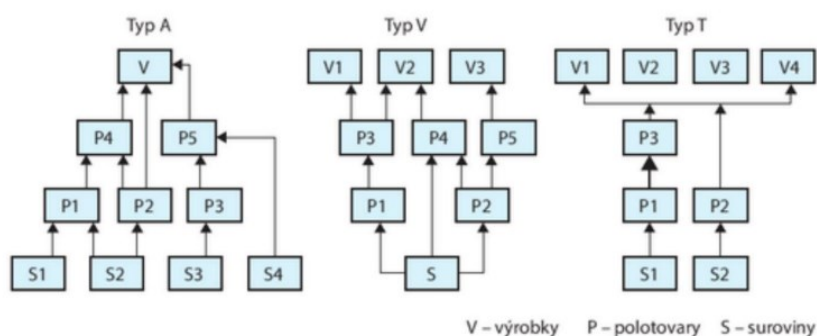 Typ A Typ V Typ T
V V1 V2 V3 V1 V2 V3 V4
P4 P5 P3 P4 P5 P3
P1 P2 P3 P1 P2 P1 P2
S1 S2 S3 S4 S S1 S2
V – výrobky P – polotovary S – suroviny